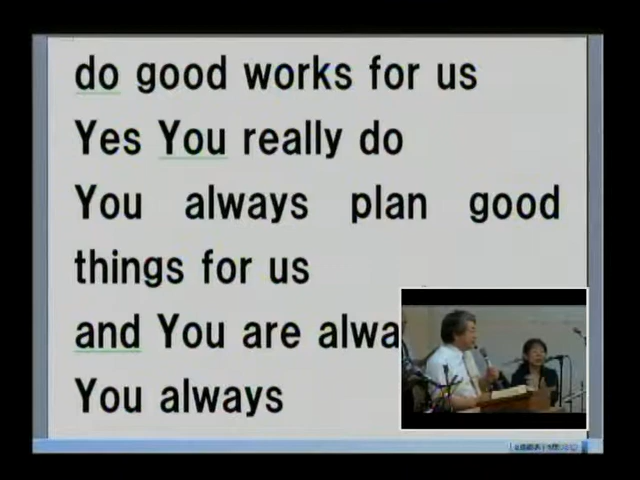 do good works for us
Yes You really do
You always plan good
things for us
and You are alwa
You always